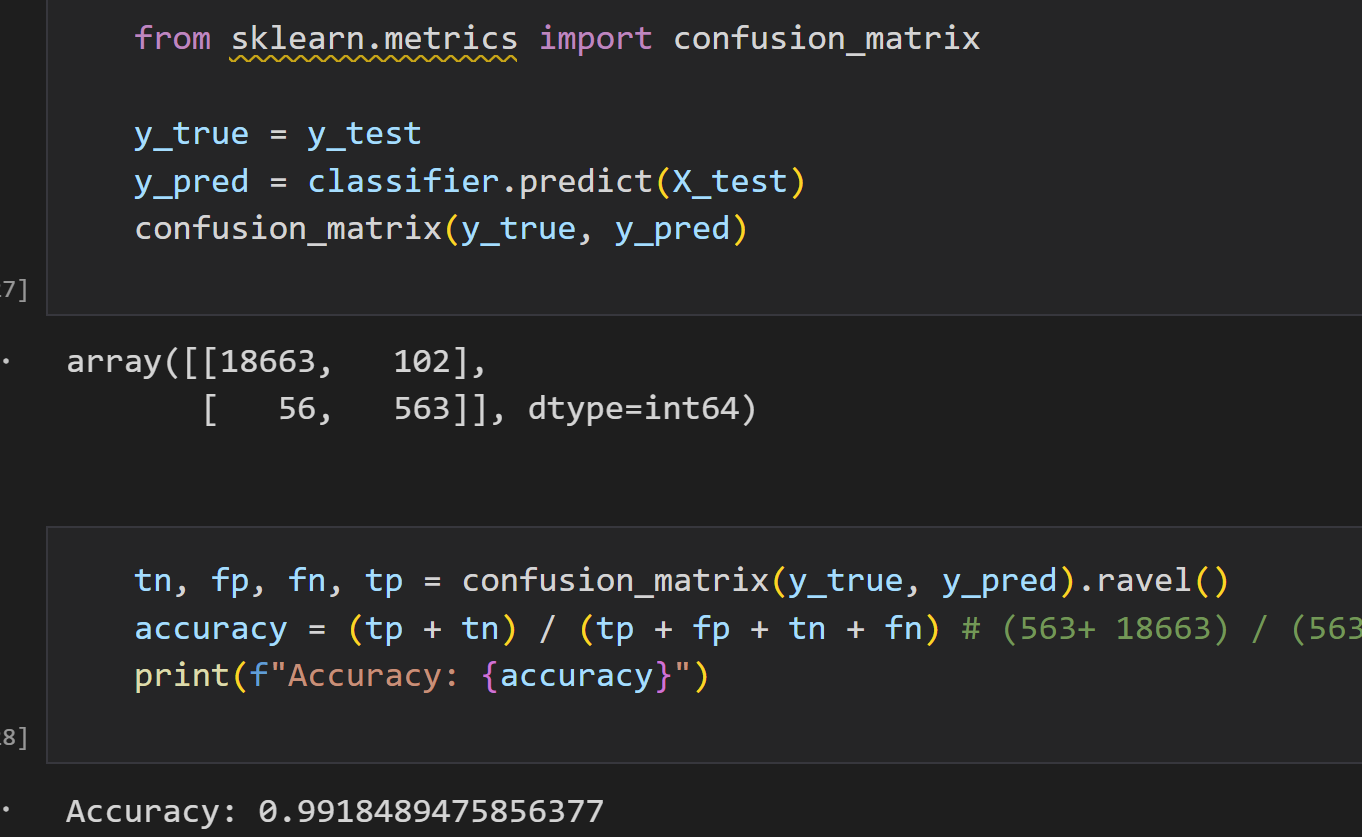 from sklearn.metrics import confusion_matrix
y_true = y_test
y_pred = classifier.predict(X_test)
confusion_matrix(y_true, y_pred)
7]
array([[18663,   102],
       [   56,   563]], dtype=int64)
tn, fp, fn, tp = confusion_matrix(y_true, y_pred).ravel()
accuracy = (tp + tn) / (tp + fp + tn + fn) # (563+ 18663) / (563
print(f"Accuracy: {accuracy}")
8]
Accuracy: 0.9918489475856377